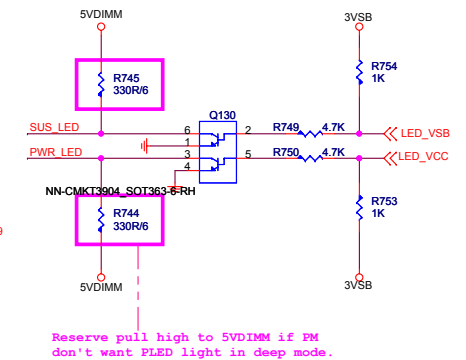 5VDIMM
3VSB
R745
330R/6
R754
1K
Q130
SUS_LED
6
2
R749
4.7K
LED_VSB
1
PWR_LED
3
5
R750
4.7K
LED_VCC
4
NN-CMKT3904_SOT363-6-RH
R744
330R/6
R753
1K
9
5VDIMM
3VSB
Reserve pull high to 5VDIMM if PM
don't want PLED light in deep mode.